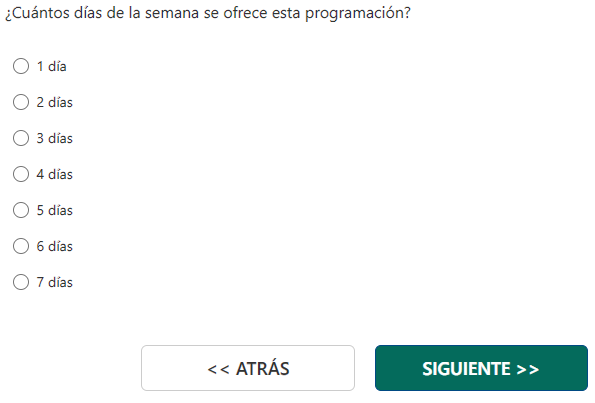 ¿Cuántos días de la semana se ofrece esta programación?
1 día
2 días
3 días
4 días
5 días
6 días
7 días
<< ATRÁS
SIGUIENTE >>